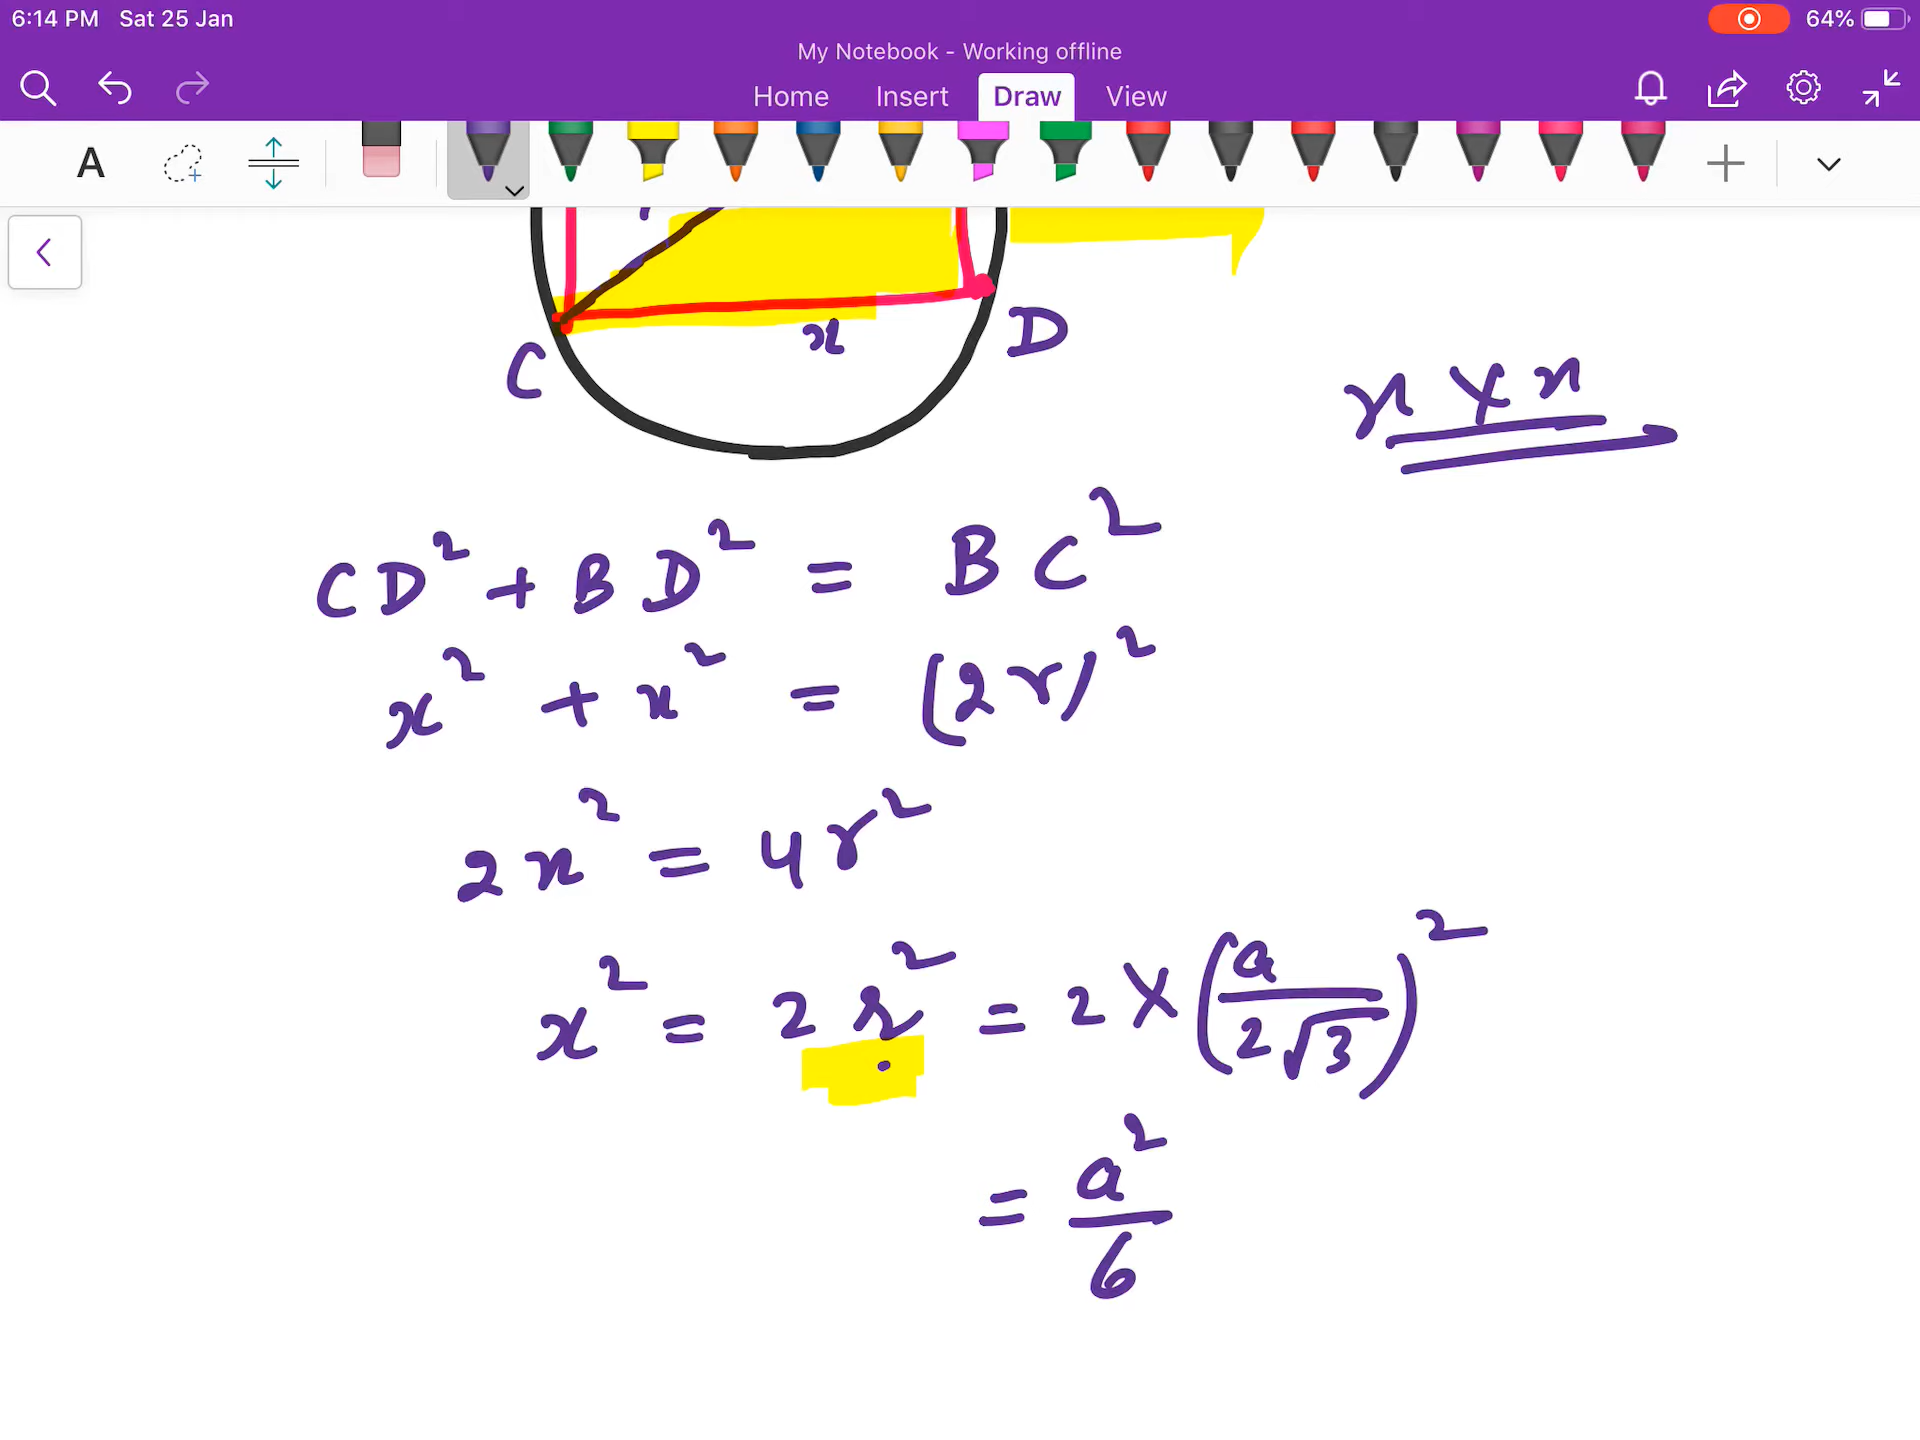 6:14 PM Sat 25 Jan
64%
My Notebook - Working offline
Home Insert Draw View
A
x
C
D
x × x
CD² + BD² = BC²
x² + x² = (2r)²
2x² = 4r²
x² = 2r² = 2 × (a/2√3)²
= a²/6